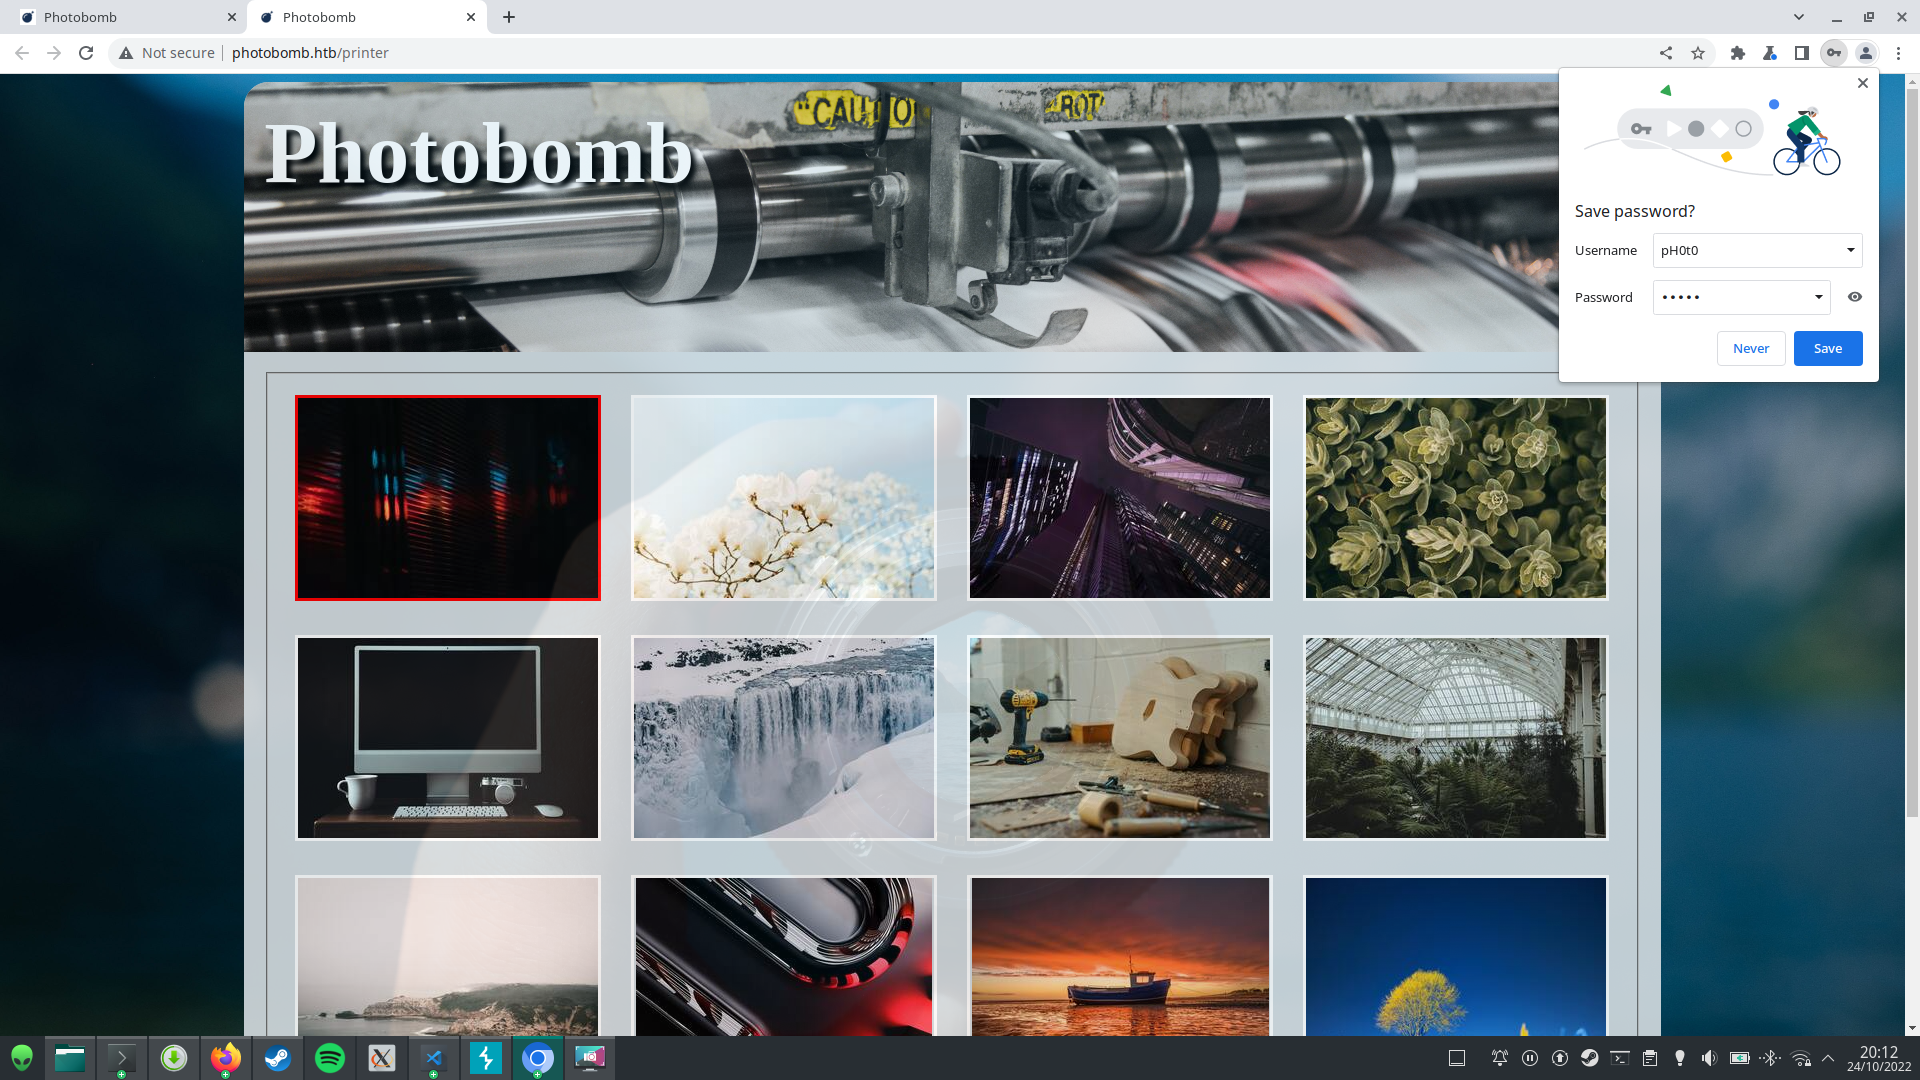 Photobomb
Photobomb
Not secure
photobomb.htb/printer
"CAUTIO
ROT
Photobomb
Save password?
Username
pH0t0
Password
•••••
Never
Save
20:12
24/10/2022